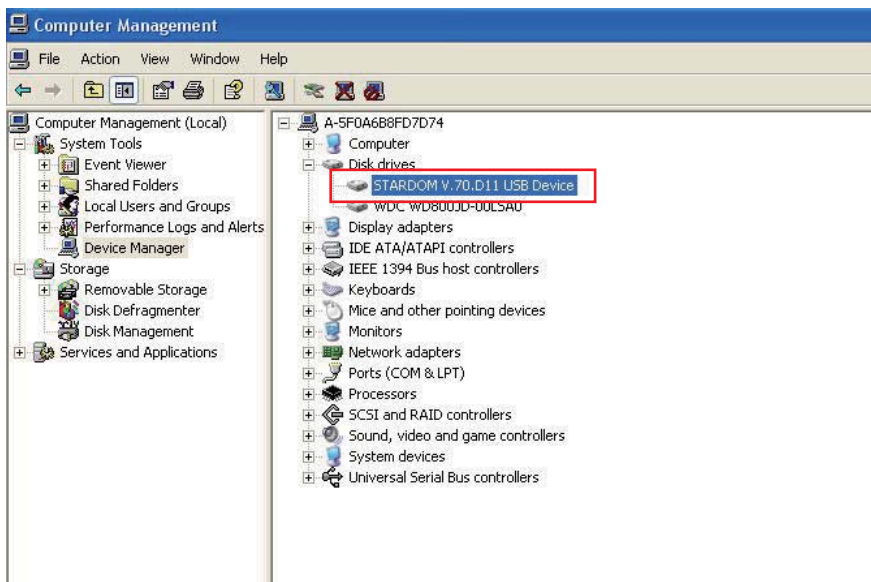 Computer Management
File Action View Window Help
Computer Management (Local)
System Tools
Event Viewer
Shared Folders
Local Users and Groups
Performance Logs and Alerts
Device Manager
Storage
Removable Storage
Disk Defragmenter
Disk Management
Services and Applications
A-5F0A6B8FD7D74
Computer
Disk drives
STARDOM V.70.D11 USB Device
WDC WD800JD-00LSA0
Display adapters
IDE ATA/ATAPI controllers
IEEE 1394 Bus host controllers
Keyboards
Mice and other pointing devices
Monitors
Network adapters
Ports (COM & LPT)
Processors
SCSI and RAID controllers
Sound, video and game controllers
System devices
Universal Serial Bus controllers